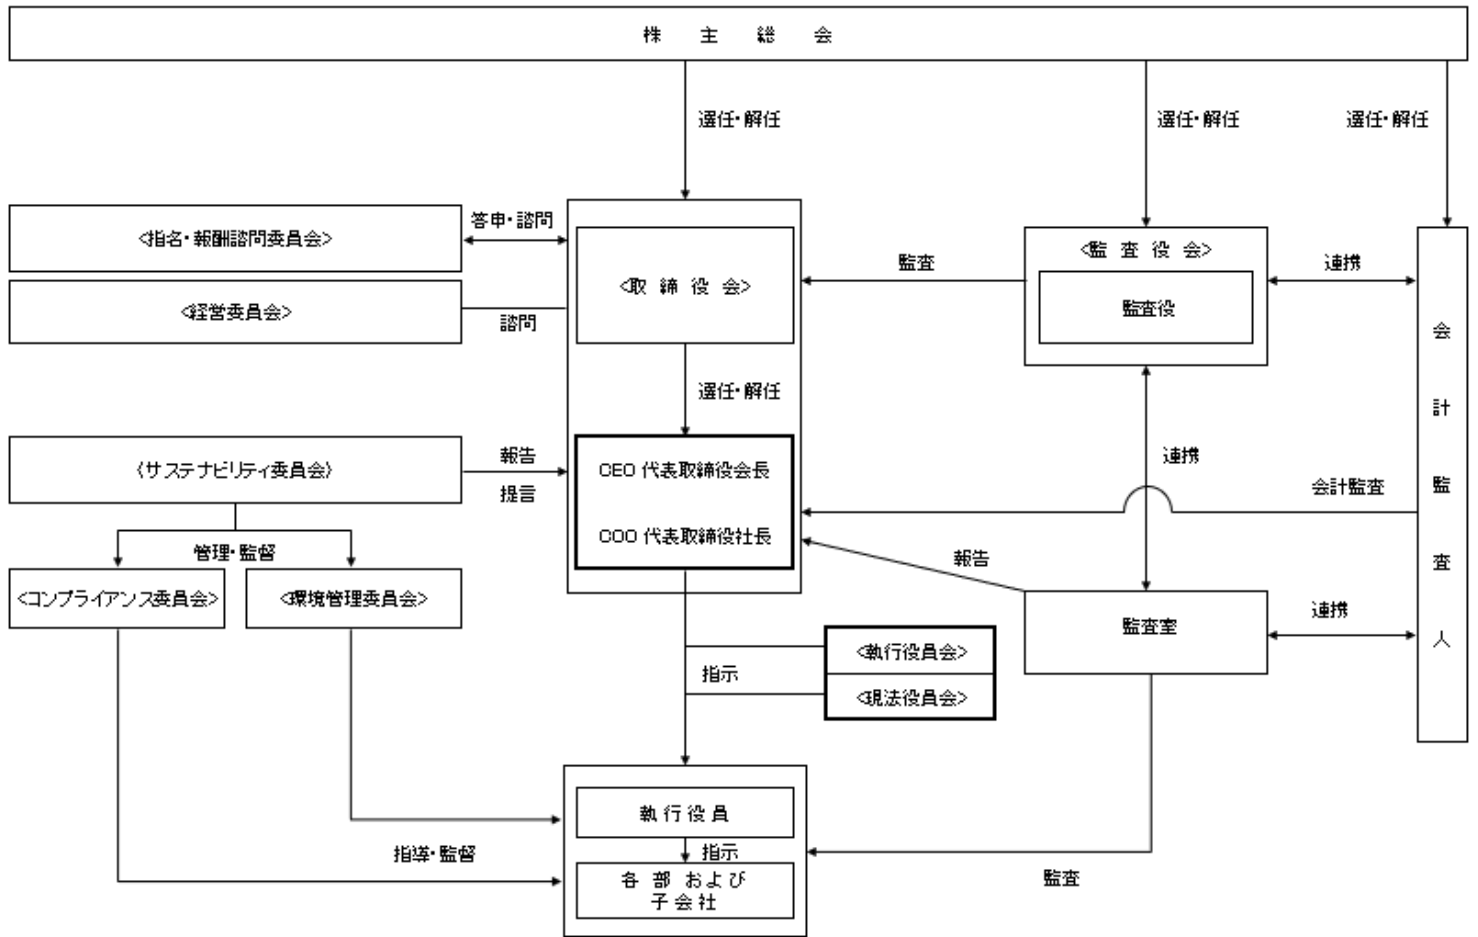 株 主 総 会
選任・解任
選任・解任
選任・解任
<指名・報酬諮問委員会>
答申・諮問
<経営委員会>
諮問
<取 締 役 会>
監査
<監 査 役 会>
監査役
連携
会計監査人
選任・解任
<サステナビリティ委員会>
報告
提言
CEO 代表取締役会長
COO 代表取締役社長
連携
会計監査
管理・監督
<コンプライアンス委員会>
<環境管理委員会>
報告
監査室
連携
<執行役員会>
指示
<現法役員会>
執 行 役 員
指示
指導・監督
各 部 および
子 会 社
監査